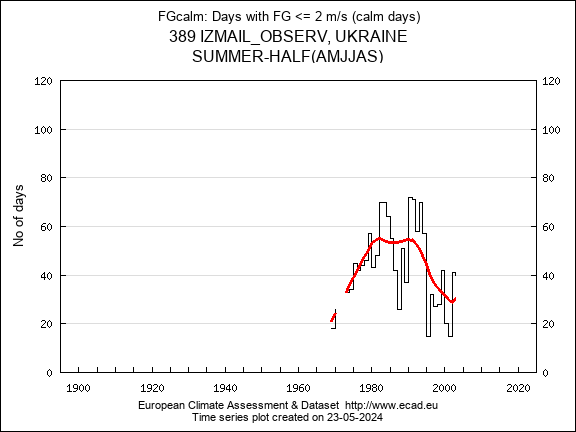 FGcalm: Days with FG <= 2 m/s (calm days)
389 IZMAIL_OBSERV, UKRAINE
SUMMER-HALF(AMJJAS)
120 120
100 100
80 80
No of days
60 60
40 40
20 20
0 0
1900 1920 1940 1960 1980 2000 2020
European Climate Assessment & Dataset http://www.ecad.eu
Time series plot created on 23-05-2024